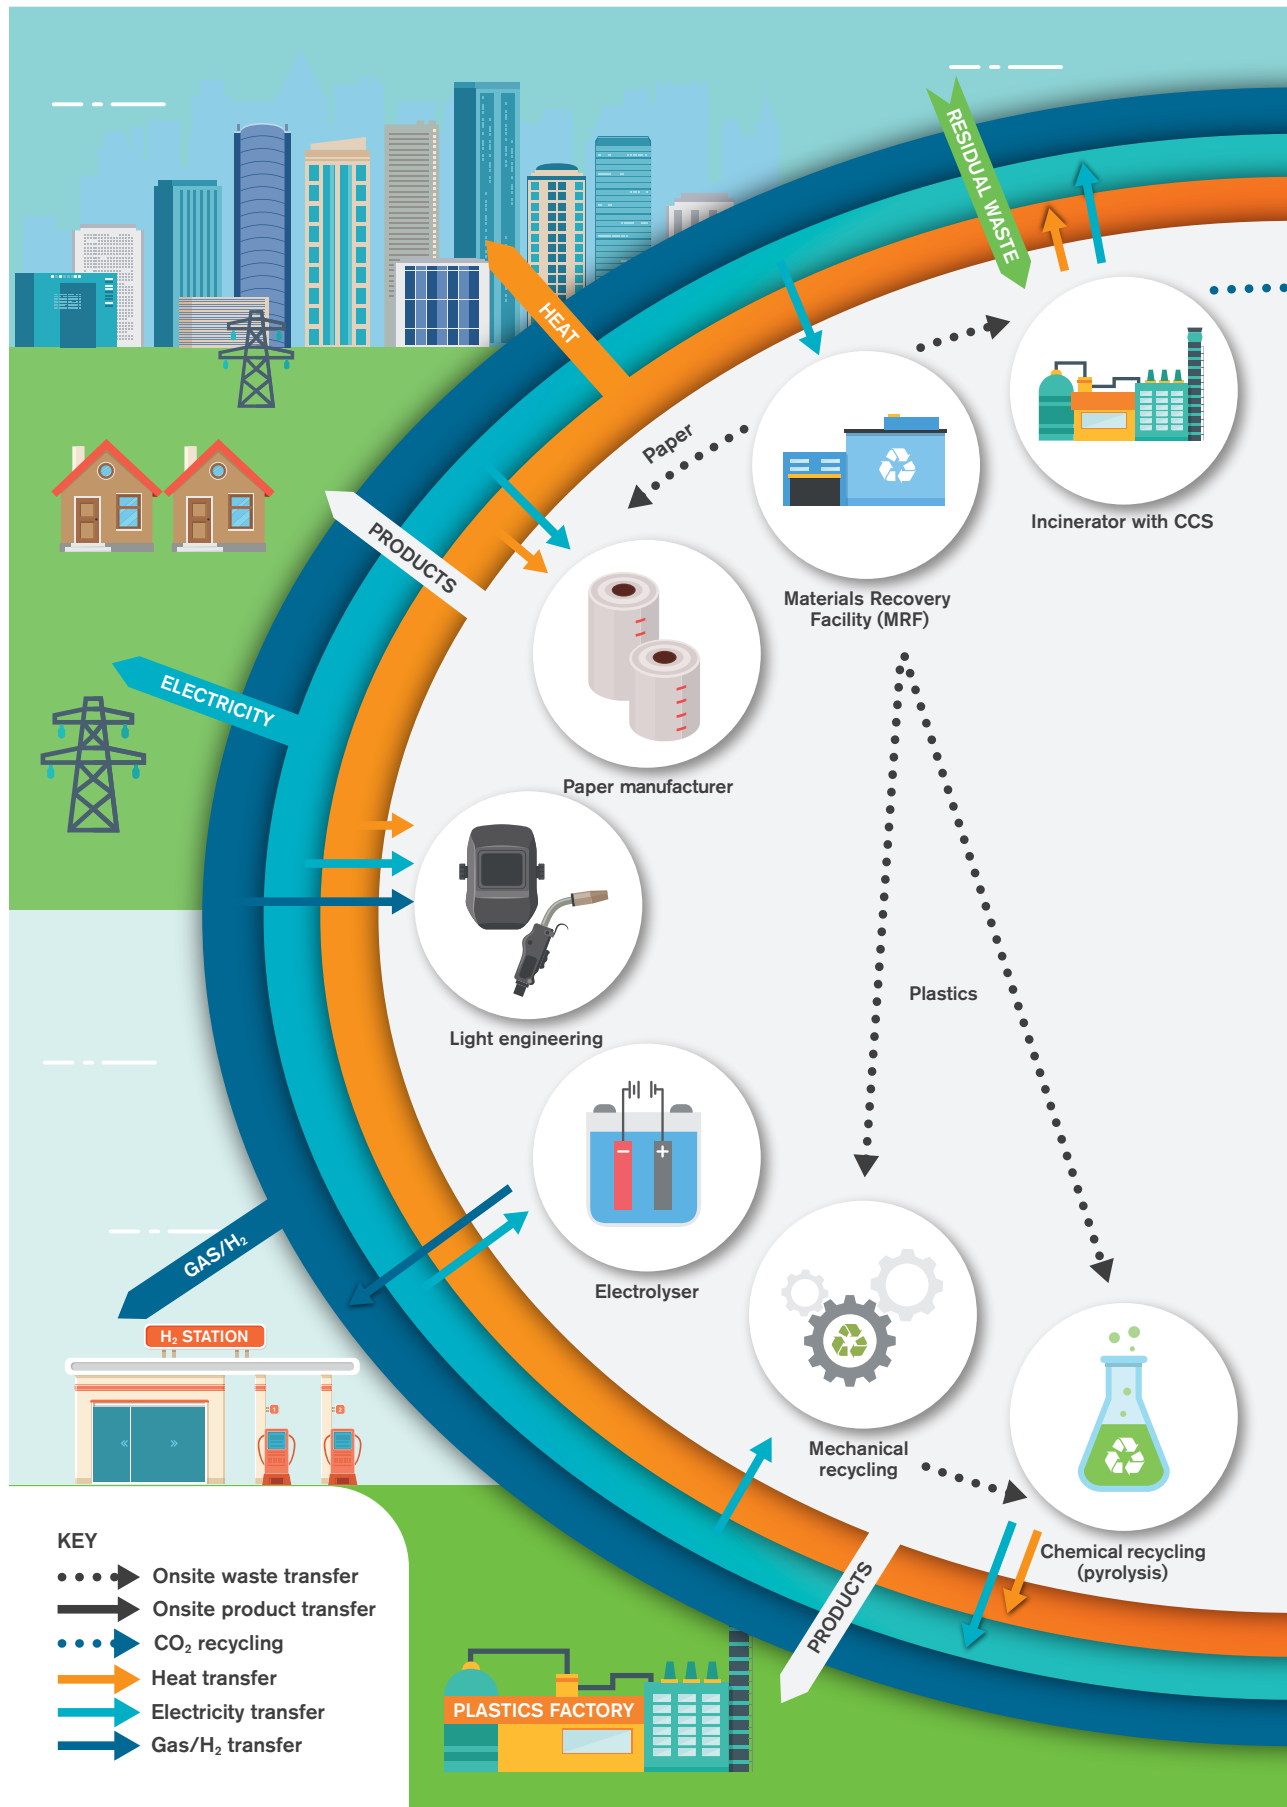 RESIDUAL WASTE
HEAT
Paper
Incinerator with CCS
PRODUCTS
Materials Recovery
Facility (MRF)
ELECTRICITY
Paper manufacturer
Plastics
Light engineering
GAS/H₂
Electrolyser
H₂ STATION
1
2
Mechanical
recycling
Chemical recycling
(pyrolysis)
PRODUCTS
PLASTICS FACTORY
KEY
Onsite waste transfer
Onsite product transfer
CO₂ recycling
Heat transfer
Electricity transfer
Gas/H₂ transfer